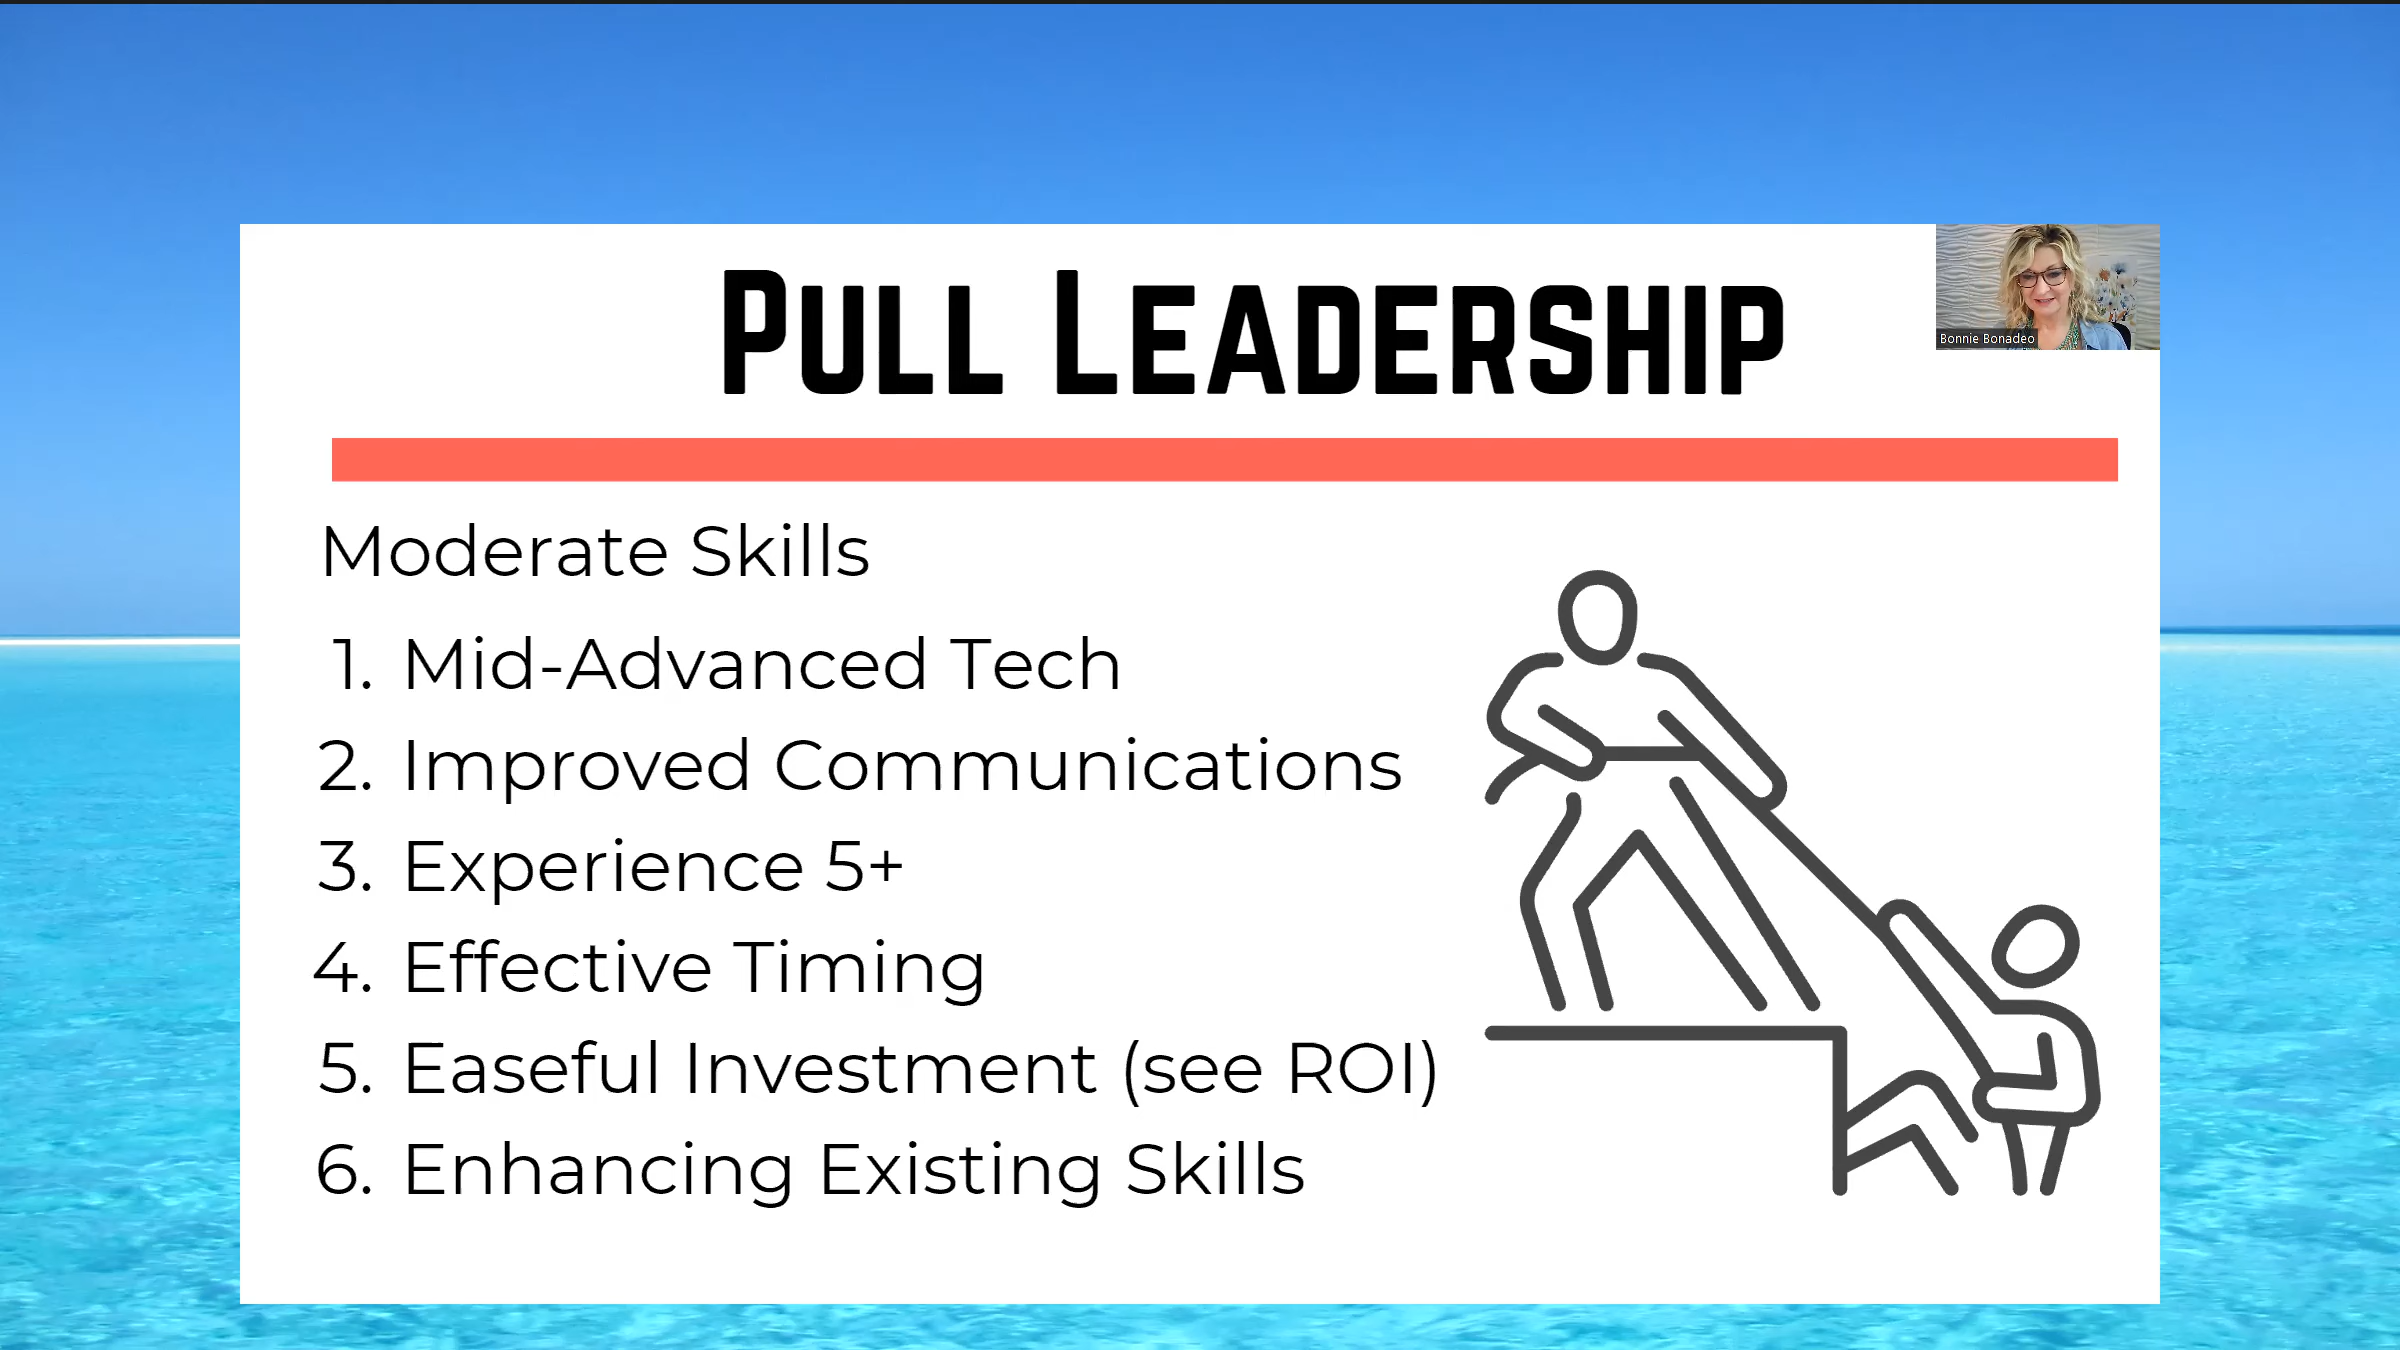 PULL LEADERSHIP
Bonnie Bonadeo
Moderate Skills
1. Mid-Advanced Tech
2. Improved Communications
3. Experience 5+
4. Effective Timing
5. Easeful Investment (see ROI)
6. Enhancing Existing Skills